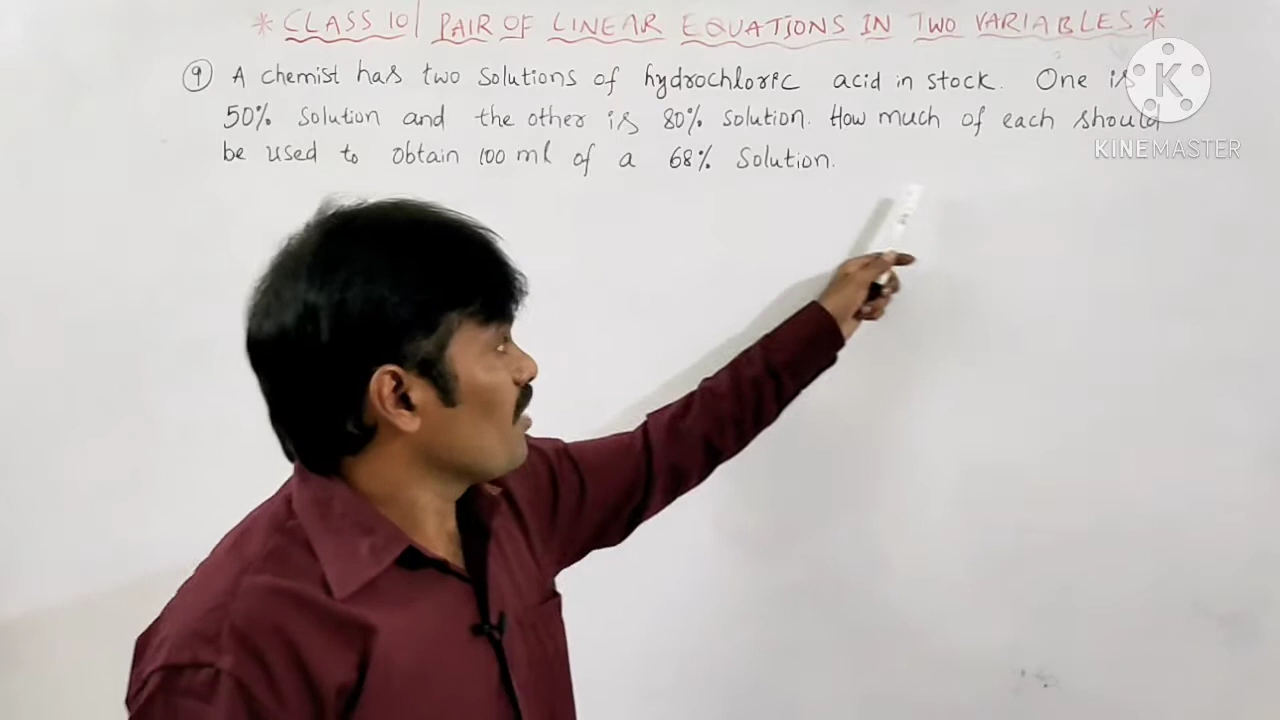 * CLASS 10 | PAIR OF LINEAR EQUATIONS IN TWO VARIABLES *
9 A chemist has two solutions of hydrochloric acid in stock. One is
50% solution and the other is 80% solution. How much of each should
be used to obtain 100 ml of a 68% solution.
K
KINEMASTER